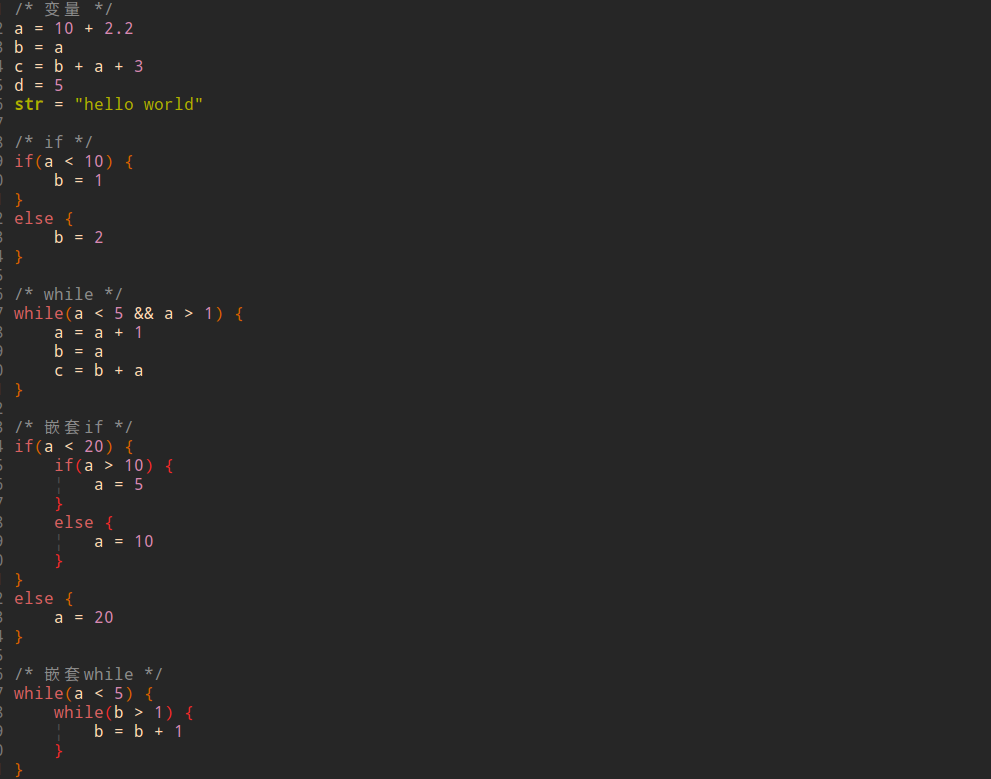 /* 变量 */
a = 10 + 2.2
b = a
c = b + a + 3
d = 5
str = "hello world"
/* if */
if(a < 10) {
    b = 1
}
else {
    b = 2
}
/* while */
while(a < 5 && a > 1) {
    a = a + 1
    b = a
    c = b + a
}
/* 嵌套if */
if(a < 20) {
    if(a > 10) {
        a = 5
    }
    else {
        a = 10
    }
}
else {
    a = 20
}
/* 嵌套while */
while(a < 5) {
    while(b > 1) {
        b = b + 1
    }
}